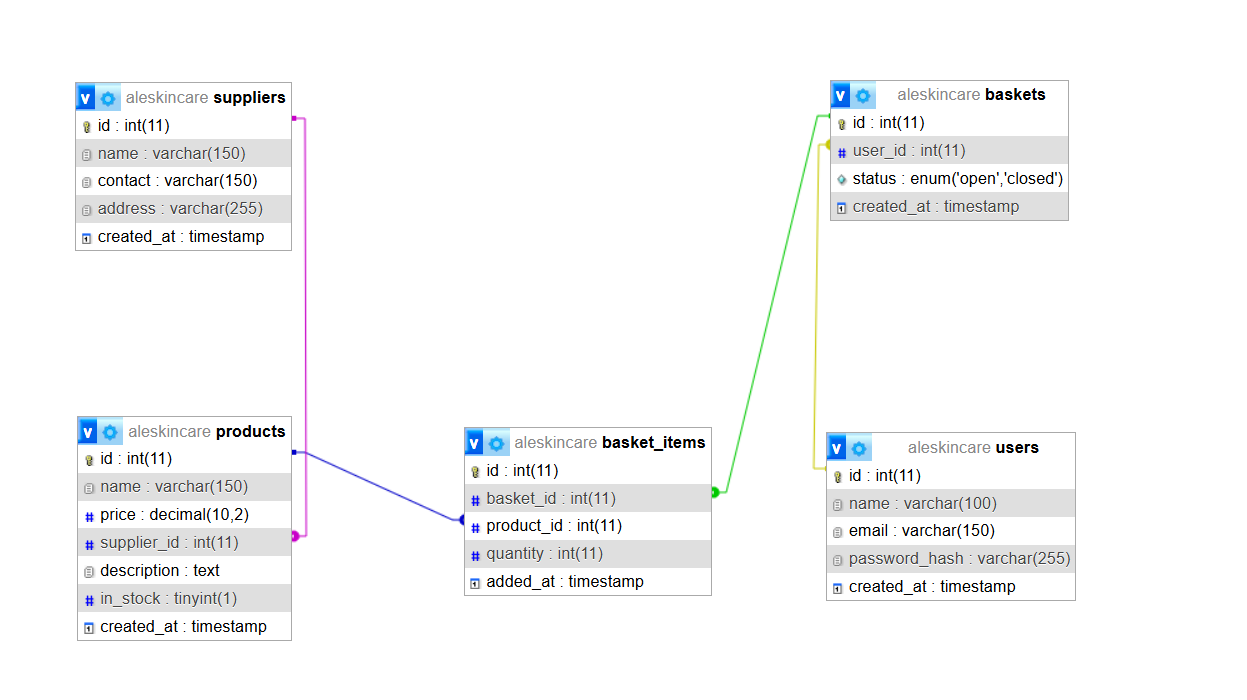 v aleskincare suppliers
id : int(11)
name : varchar(150)
contact : varchar(150)
address : varchar(255)
created_at : timestamp
v aleskincare baskets
id : int(11)
user_id : int(11)
status : enum('open','closed')
created_at : timestamp
v aleskincare products
id : int(11)
name : varchar(150)
# price : decimal(10,2)
# supplier_id : int(11)
description : text
# in_stock : tinyint(1)
created_at : timestamp
v aleskincare basket_items
id : int(11)
# basket_id : int(11)
# product_id : int(11)
# quantity : int(11)
added_at : timestamp
v aleskincare users
id : int(11)
name : varchar(100)
email : varchar(150)
password_hash : varchar(255)
created_at : timestamp